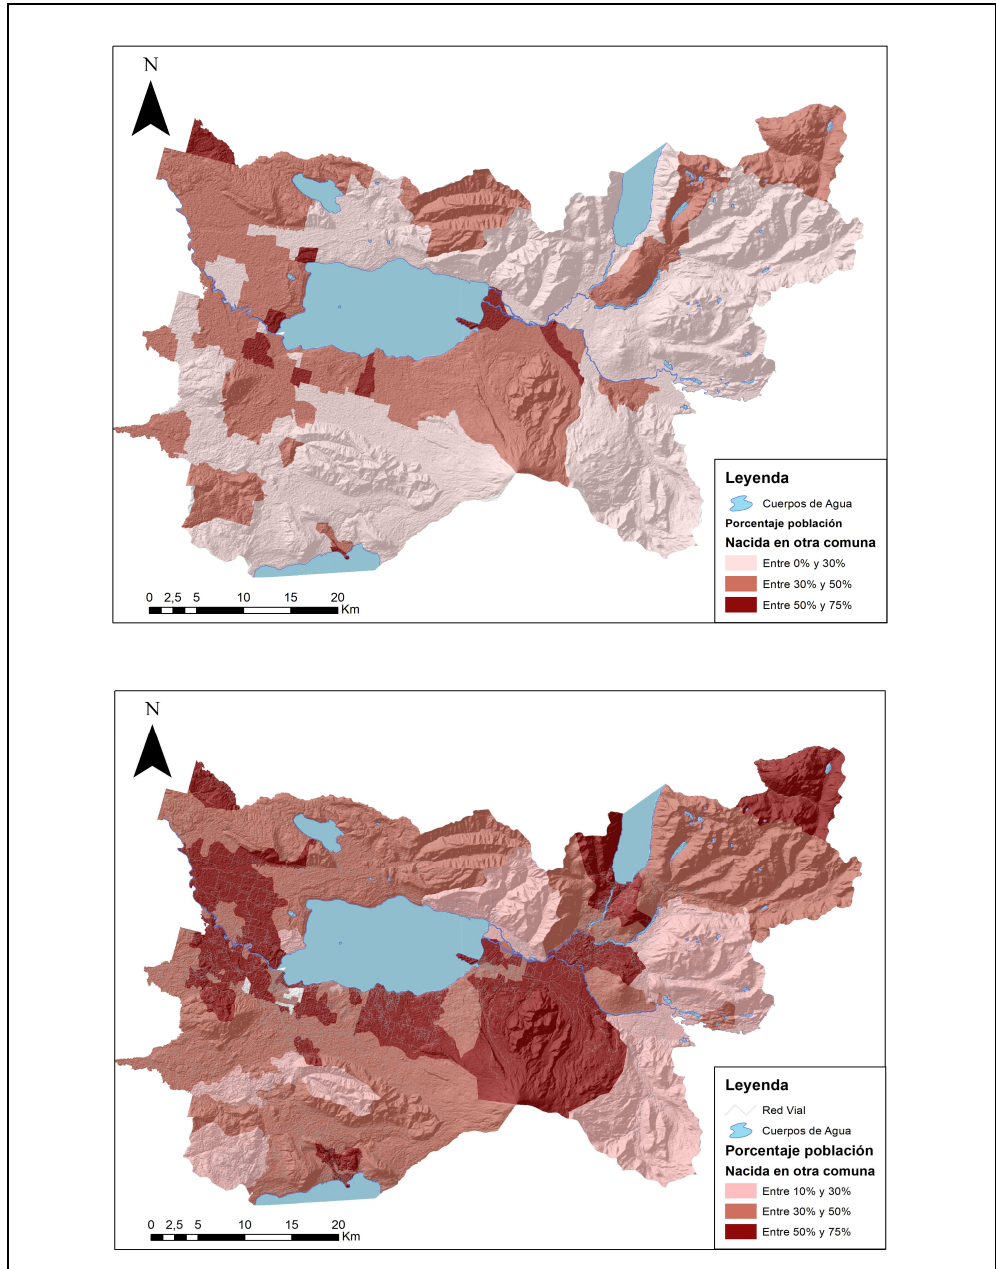 N
Leyenda
Cuerpos de Agua
Porcentaje población
Nacida en otra comuna
Entre 0% y 30%
Entre 30% y 50%
Entre 50% y 75%
0 2,5 5 10 15 20
Km
N
Leyenda
Red Vial
Cuerpos de Agua
Porcentaje población
Nacida en otra comuna
Entre 10% y 30%
Entre 30% y 50%
Entre 50% y 75%
0 2,5 5 10 15 20
Km